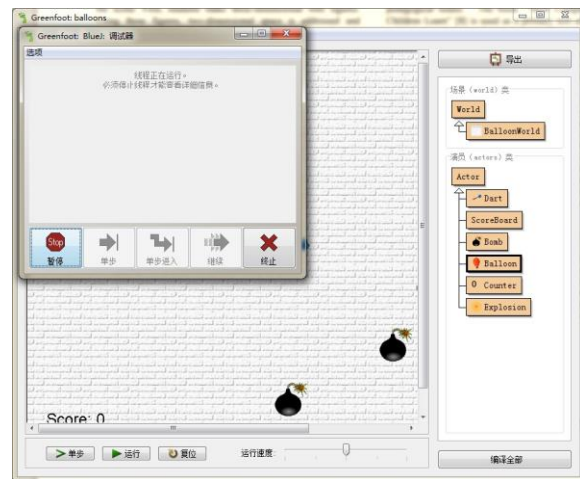 Greenfoot: balloons
Greenfoot: BlueJ: 调试器
选项
线程正在运行。
必须停止线程才能查看详细信息。
Stop
暂停
单步
单步进入
继续
终止
Score: 0
单步
运行
复位
运行速度:
导出
场景 (world) 类
World
BalloonWorld
演员 (actors) 类
Actor
Dart
ScoreBoard
Bomb
Balloon
0 Counter
Explosion
编译全部